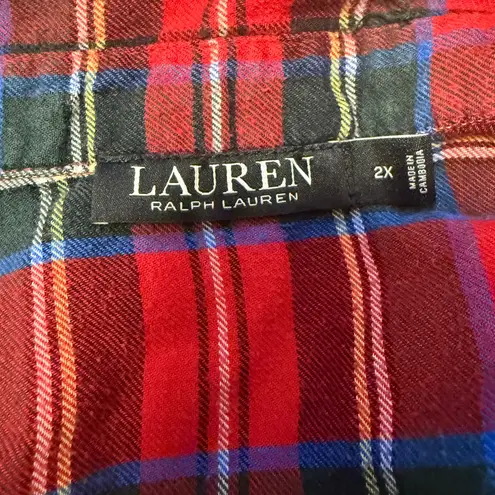 LAUREN
RALPH LAUREN
2X
MADE IN
CAMBODIA